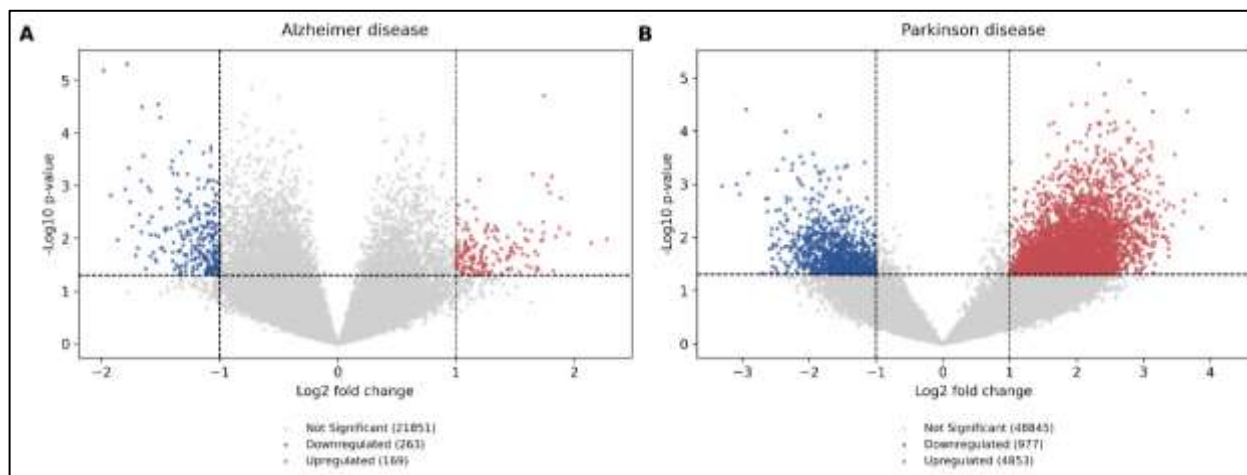 A
Alzheimer disease
-Log10 p-value
5
4
3
2
1
0
−2
−1
0
1
2
Log2 fold change
Not Significant (21851)
Downregulated (263)
Upregulated (169)
B
Parkinson disease
-Log10 p-value
5
4
3
2
1
0
−3
−2
−1
0
1
2
3
4
Log2 fold change
Not Significant (48845)
Downregulated (977)
Upregulated (4853)